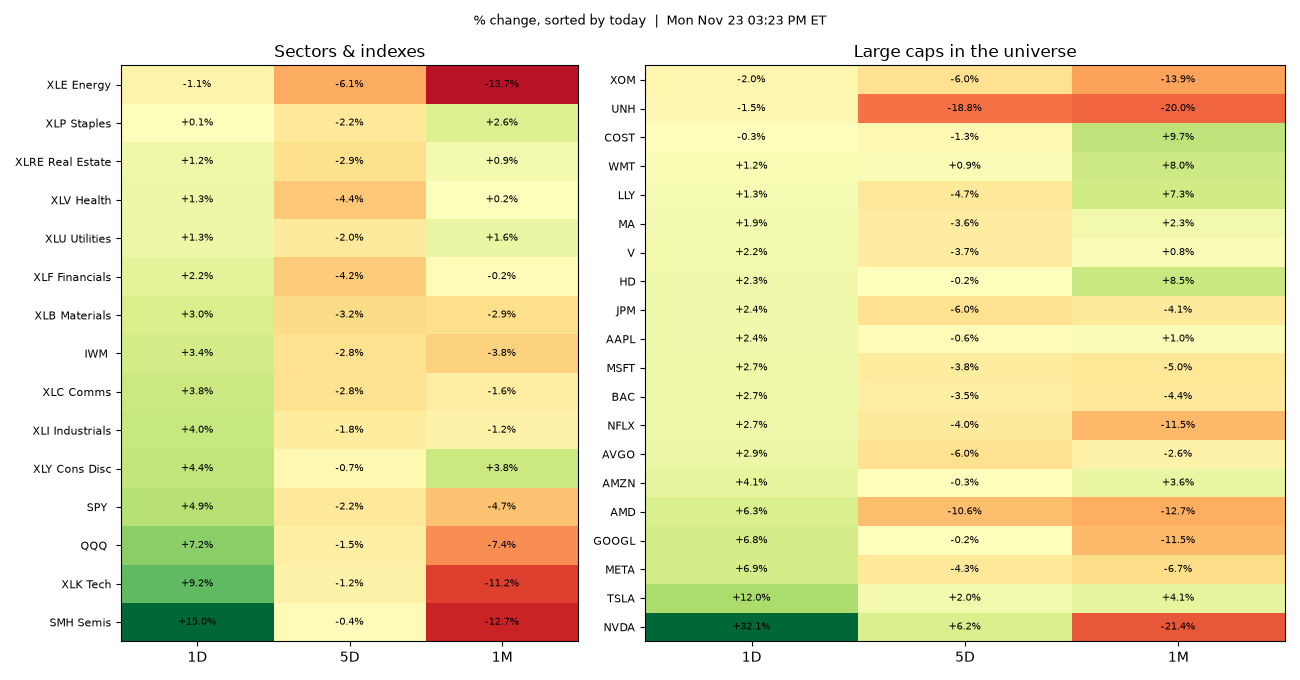 % change, sorted by today | Mon Nov 23 03:23 PM ET
Sectors & indexes
XLE Energy -1.1% -6.1% -13.7%
XLP Staples +0.1% -2.2% +2.6%
XLRE Real Estate +1.2% -2.9% +0.9%
XLV Health +1.3% -4.4% +0.2%
XLU Utilities +1.3% -2.0% +1.6%
XLF Financials +2.2% -4.2% -0.2%
XLB Materials +3.0% -3.2% -2.9%
IWM +3.4% -2.8% -3.8%
XLC Comms +3.8% -2.8% -1.6%
XLI Industrials +4.0% -1.8% -1.2%
XLY Cons Disc +4.4% -0.7% +3.8%
SPY +4.9% -2.2% -4.7%
QQQ +7.2% -1.5% -7.4%
XLK Tech +9.2% -1.2% -11.2%
SMH Semis +15.0% -0.4% -12.7%
1D 5D 1M
Large caps in the universe
XOM -2.0% -6.0% -13.9%
UNH -1.5% -18.8% -20.0%
COST -0.3% -1.3% +9.7%
WMT +1.2% +0.9% +8.0%
LLY +1.3% -4.7% +7.3%
MA +1.9% -3.6% +2.3%
V +2.2% -3.7% +0.8%
HD +2.3% -0.2% +8.5%
JPM +2.4% -6.0% -4.1%
AAPL +2.4% -0.6% +1.0%
MSFT +2.7% -3.8% -5.0%
BAC +2.7% -3.5% -4.4%
NFLX +2.7% -4.0% -11.5%
AVGO +2.9% -6.0% -2.6%
AMZN +4.1% -0.3% +3.6%
AMD +6.3% -10.6% -12.7%
GOOGL +6.8% -0.2% -11.5%
META +6.9% -4.3% -6.7%
TSLA +12.0% +2.0% +4.1%
NVDA +32.1% +6.2% -21.4%
1D 5D 1M